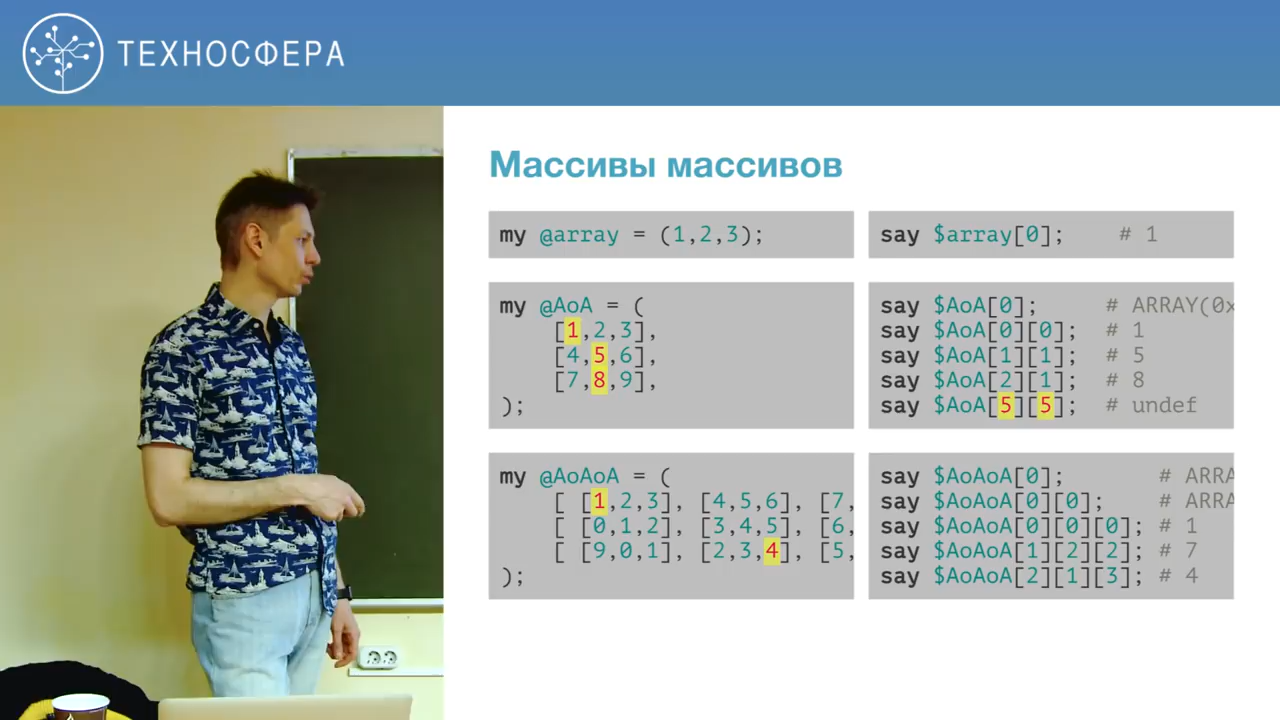 ТЕХНОСФЕРА
Массивы массивов
my @array = (1,2,3);
say $array[0]; # 1
my @AoA = (
[1,2,3],
[4,5,6],
[7,8,9],
);
say $AoA[0]; # ARRAY(0x
say $AoA[0][0]; # 1
say $AoA[1][1]; # 5
say $AoA[2][1]; # 8
say $AoA[5][5]; # undef
my @AoAoA = (
[ [1,2,3], [4,5,6], [7,
[ [0,1,2], [3,4,5], [6,
[ [9,0,1], [2,3,4], [5,
);
say $AoAoA[0]; # ARRA
say $AoAoA[0][0]; # ARRA
say $AoAoA[0][0][0]; # 1
say $AoAoA[1][2][2]; # 7
say $AoAoA[2][1][3]; # 4